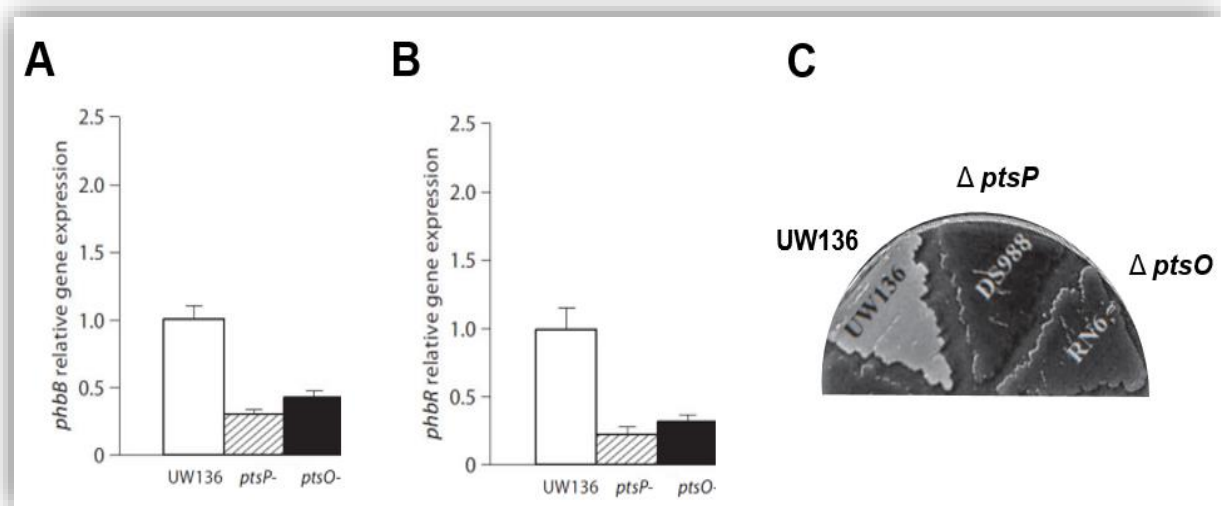 A
phbB relative gene expression
2.5
2.0
1.5
1.0
0.5
0
UW136 ptsP- ptsO-
B
phbR relative gene expression
2.5
2.0
1.5
1.0
0.5
0
UW136 ptsP- ptsO-
C
Δ ptsP
UW136
Δ ptsO
UW136
DS988
RN6